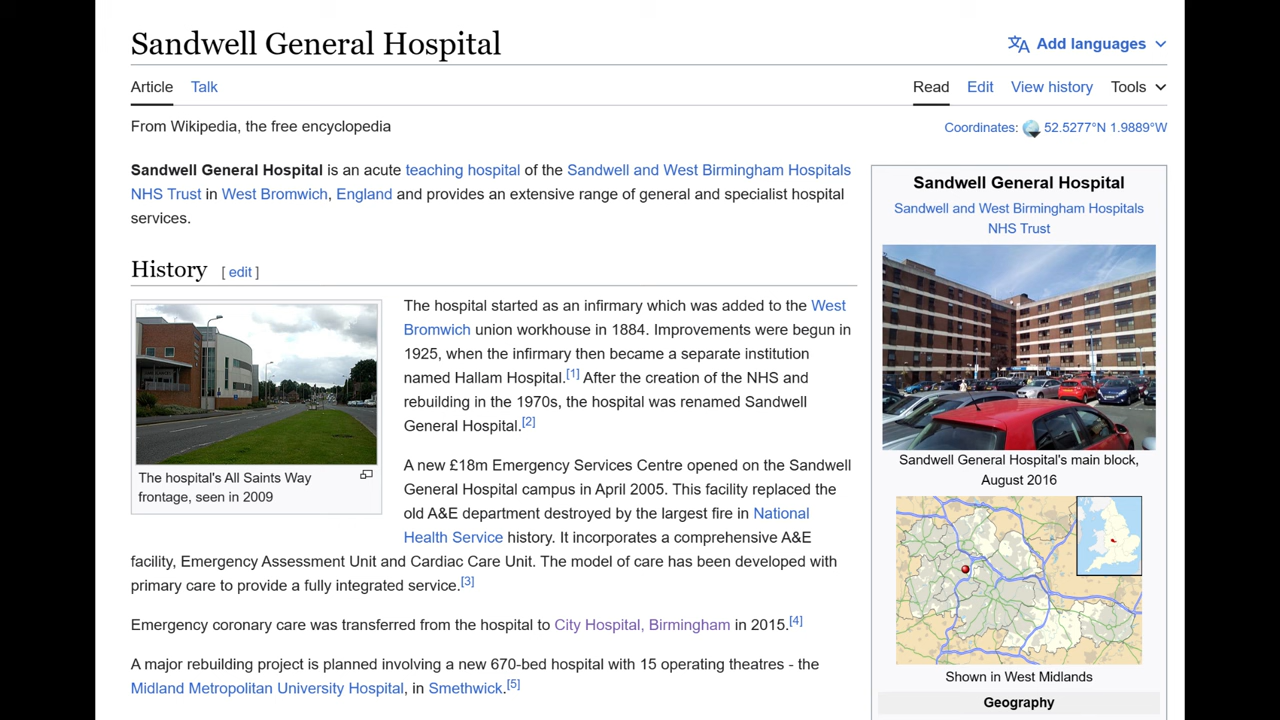 Sandwell General Hospital
Add languages
Article Talk
Read Edit View history Tools
From Wikipedia, the free encyclopedia
Coordinates: 52.5277°N 1.9889°W
Sandwell General Hospital is an acute teaching hospital of the Sandwell and West Birmingham Hospitals
NHS Trust in West Bromwich, England and provides an extensive range of general and specialist hospital
services.
History [ edit ]
The hospital's All Saints Way
frontage, seen in 2009
The hospital started as an infirmary which was added to the West
Bromwich union workhouse in 1884. Improvements were begun in
1925, when the infirmary then became a separate institution
named Hallam Hospital.[1] After the creation of the NHS and
rebuilding in the 1970s, the hospital was renamed Sandwell
General Hospital.[2]
A new £18m Emergency Services Centre opened on the Sandwell
General Hospital campus in April 2005. This facility replaced the
old A&E department destroyed by the largest fire in National
Health Service history. It incorporates a comprehensive A&E
facility, Emergency Assessment Unit and Cardiac Care Unit. The model of care has been developed with
primary care to provide a fully integrated service.[3]
Emergency coronary care was transferred from the hospital to City Hospital, Birmingham in 2015.[4]
A major rebuilding project is planned involving a new 670-bed hospital with 15 operating theatres - the
Midland Metropolitan University Hospital, in Smethwick.[5]
Sandwell General Hospital
Sandwell and West Birmingham Hospitals
NHS Trust
Sandwell General Hospital's main block,
August 2016
Shown in West Midlands
Geography